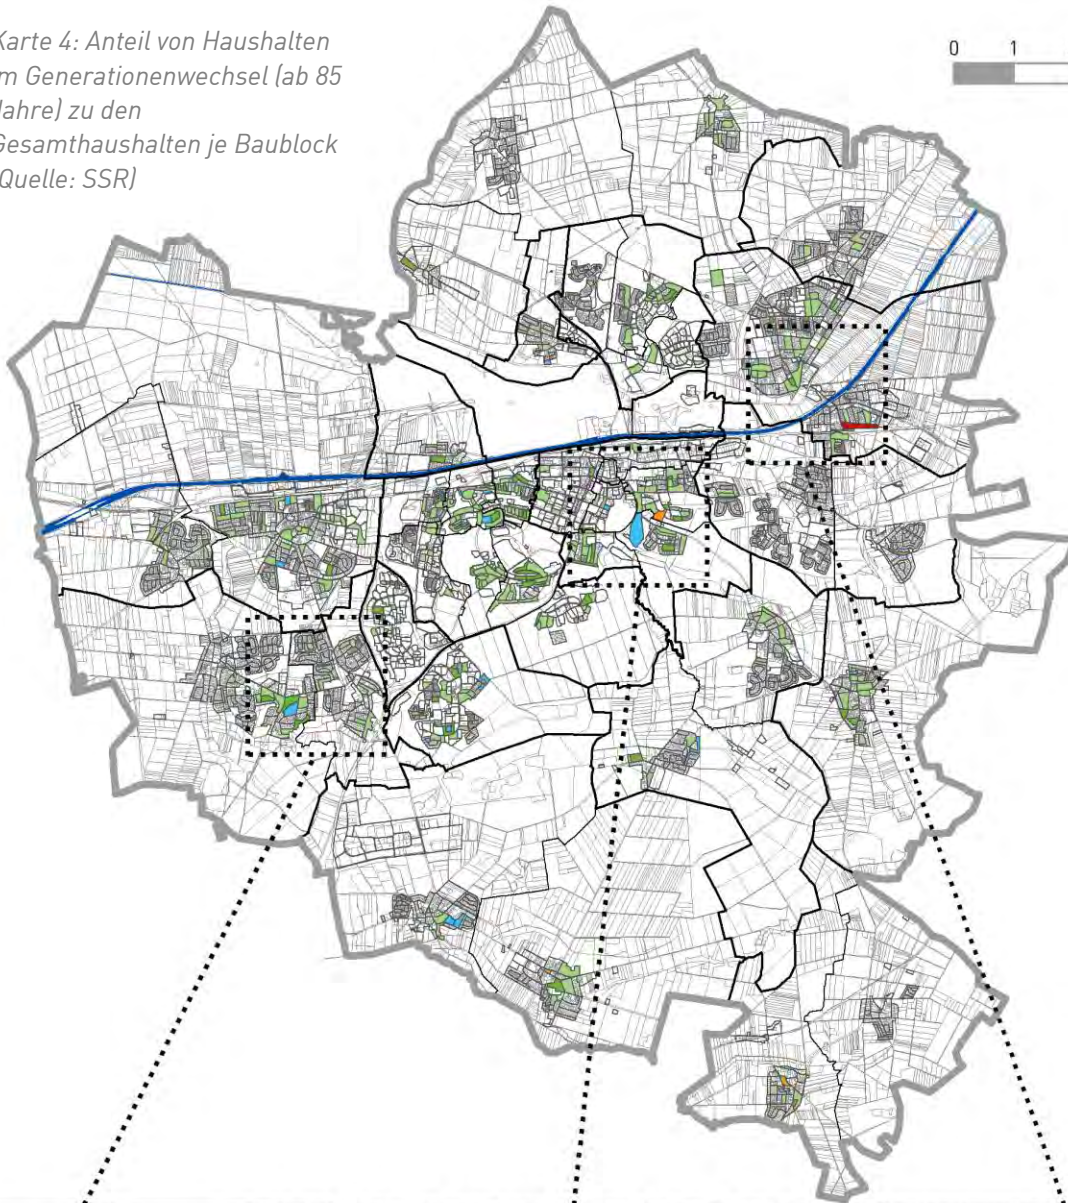 Karte 4: Anteil von Haushalten
im Generationenwechsel (ab 85
Jahre) zu den
Gesamthaushalten je Baublock
(Quelle: SSR)
0 1